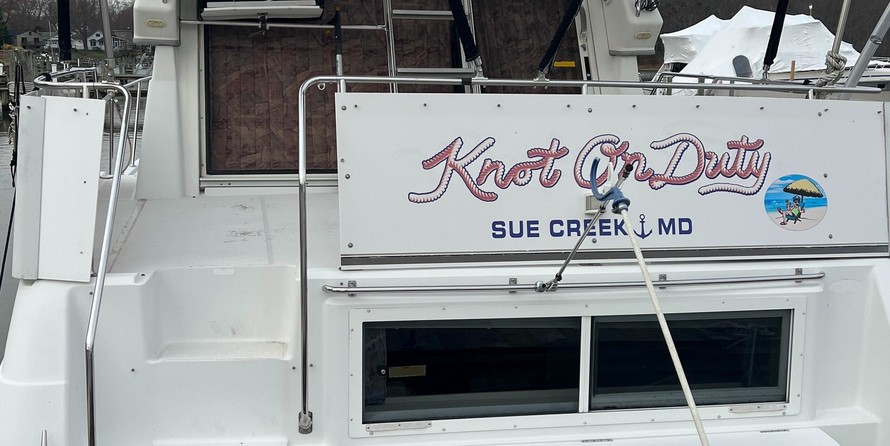 Knot On Duty
SUE CREEK MD